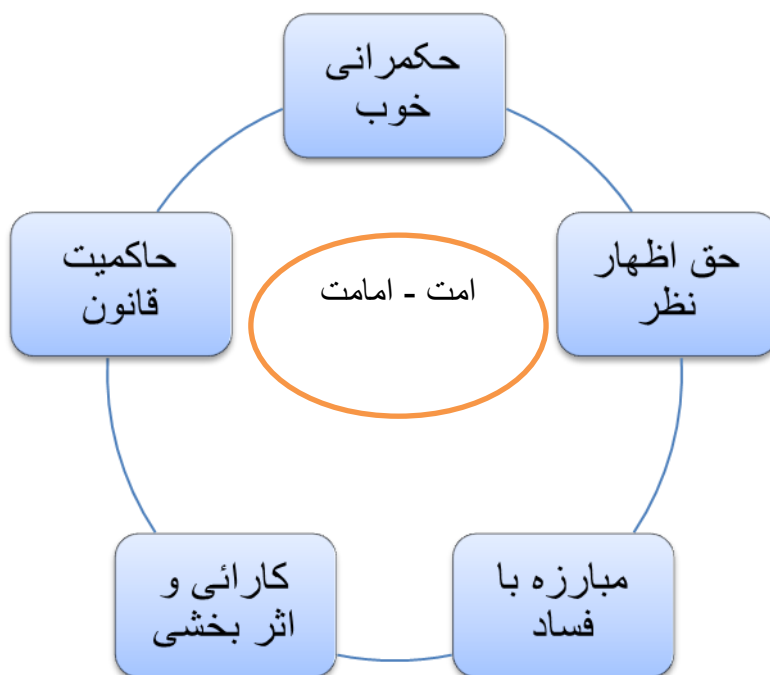 حکمرانی
خوب
حق اظهار
نظر
مبارزه با
فساد
کارائی و
اثر بخشی
حاکمیت
قانون
امت - امامت